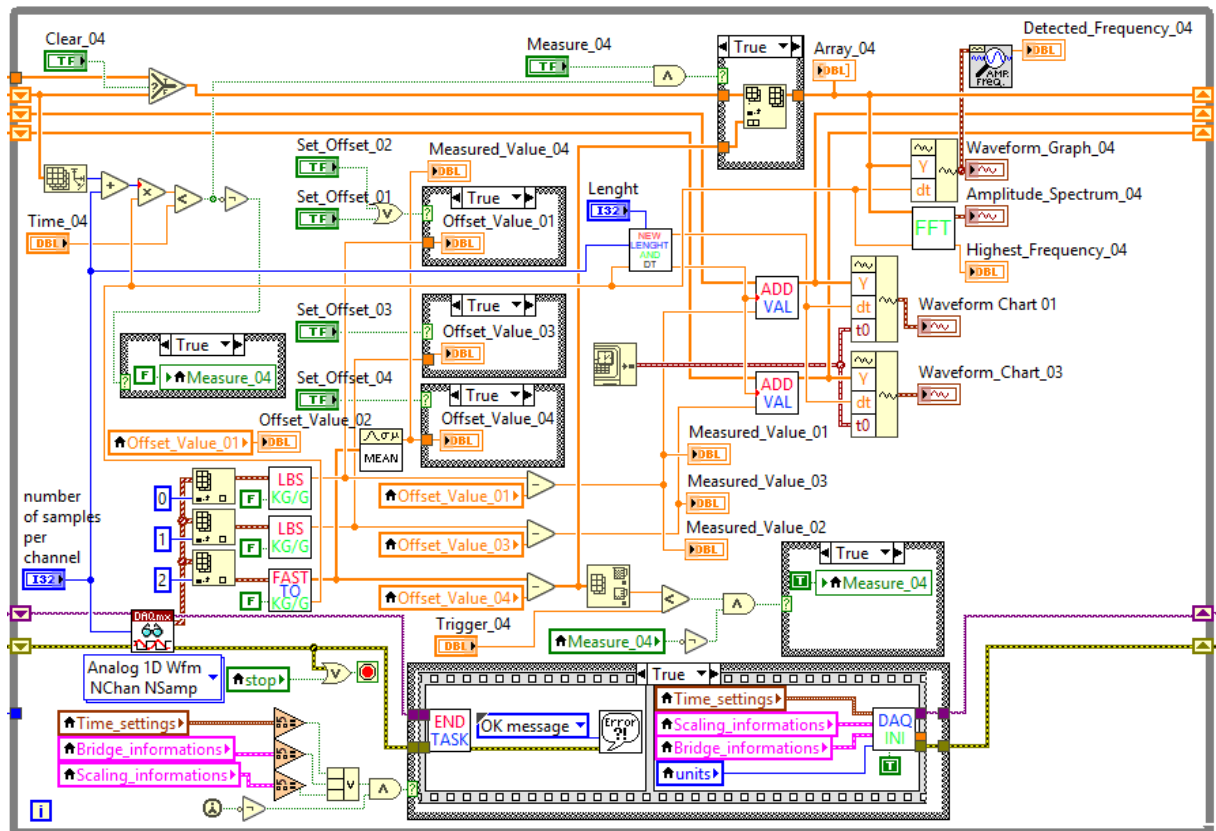 Clear_04
TF
Measure_04
TF
True
Array_04
DBL
Detected_Frequency_04
DBL
AMP
Freq.
Set_Offset_02
TF
Set_Offset_01
TF
Measured_Value_04
DBL
True
Offset_Value_01
DBL
Time_04
DBL
Lenght
I32
NEW
LENGHT
AND
DT
Y
dt
Waveform_Graph_04
Amplitude_Spectrum_04
FFT
Highest_Frequency_04
DBL
ADD
VAL
Y
dt
t0
Waveform Chart 01
Set_Offset_03
TF
True
Offset_Value_03
DBL
True
F
Measure_04
ADD
VAL
Y
dt
t0
Waveform_Chart_03
Set_Offset_04
TF
True
Offset_Value_04
DBL
Offset_Value_02
Offset_Value_01
DBL
MEAN
Measured_Value_01
DBL
Measured_Value_03
DBL
Measured_Value_02
DBL
number
of samples
per
channel
I32
0
F
LBS
KG/G
1
F
LBS
KG/G
2
F
FAST
TO
KG/G
Offset_Value_01
Offset_Value_03
Offset_Value_04
True
T
Measure_04
Trigger_04
DBL
Measure_04
DAQmx
Analog 1D Wfm
NChan NSamp
stop
True
Time_settings
Bridge_informations
Scaling_informations
END
TASK
OK message
Error
?!
Time_settings
Scaling_informations
Bridge_informations
units
DAQ
INI
T
i